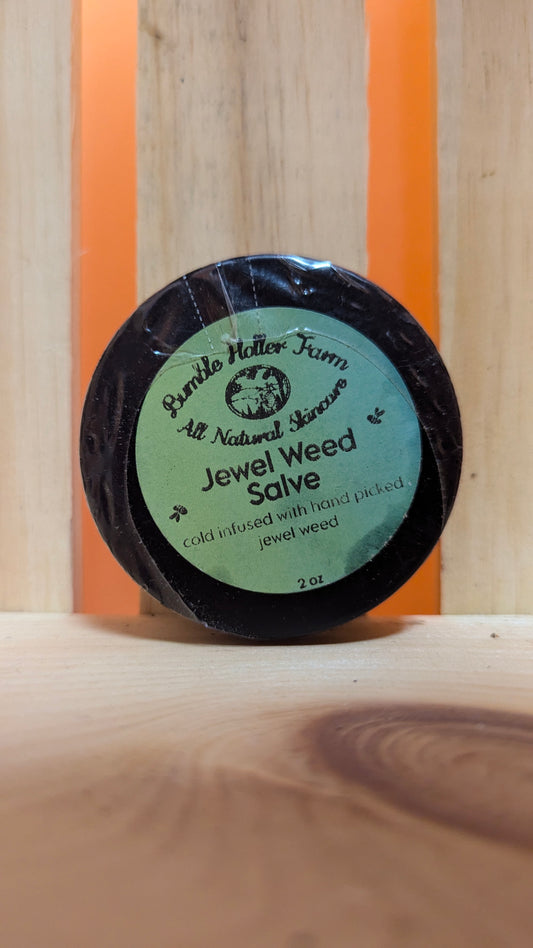 Bumble Holler Farm
All Natural Skincare
Jewel Weed
Salve
cold infused with hand picked
jewel weed
2 oz